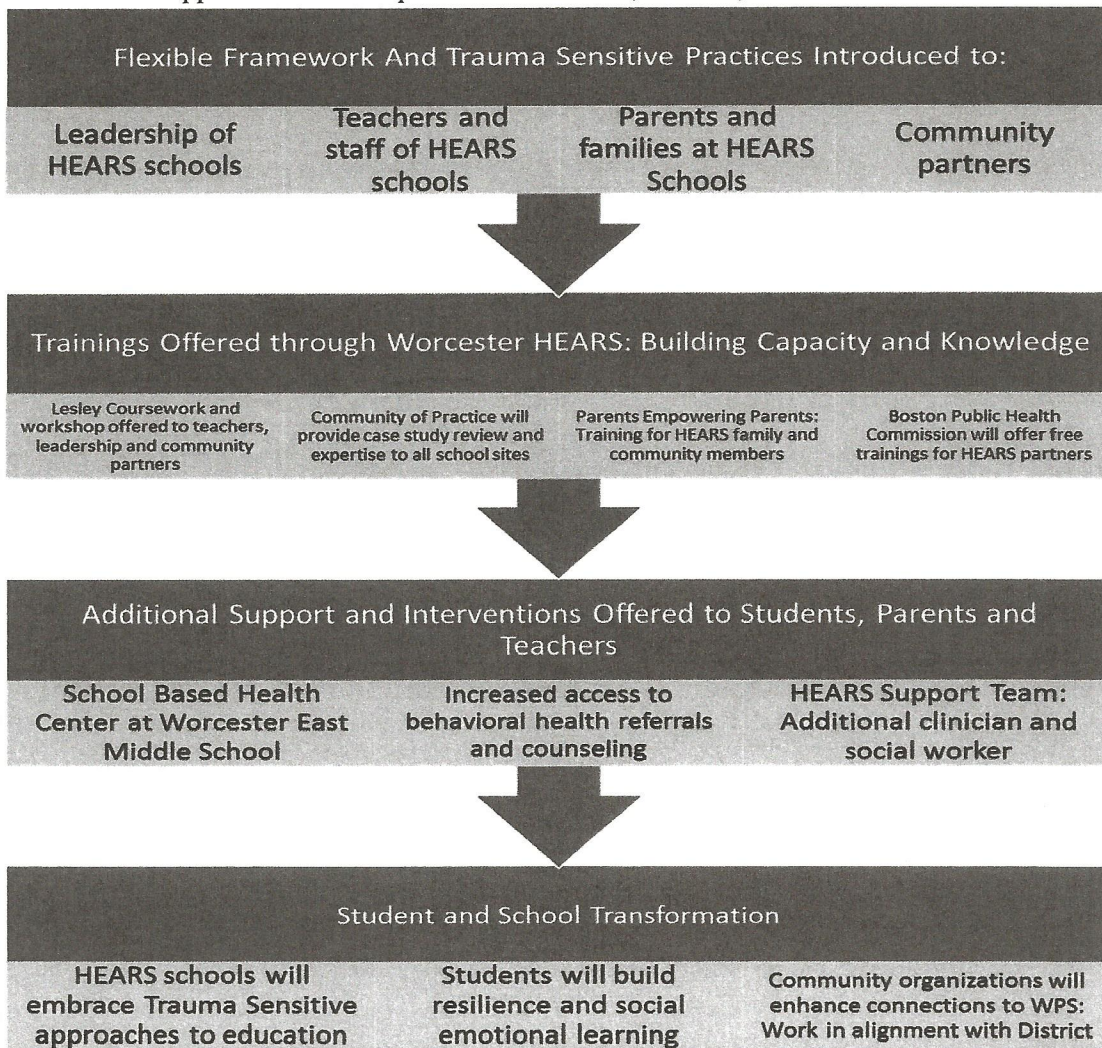 Flexible Framework And Trauma Sensitive Practices Introduced to:
Leadership of
HEARS schools
Teachers and
staff of HEARS
schools
Parents and
families at HEARS
Schools
Community
partners
Trainings Offered through Worcester HEARS: Building Capacity and Knowledge
Lesley Coursework and
workshop offered to teachers,
leadership and community
partners
Community of Practice will
provide case study review and
expertise to all school sites
Parents Empowering Parents:
Training for HEARS family and
community members
Boston Public Health
Commission will offer free
trainings for HEARS partners
Additional Support and Interventions Offered to Students, Parents and
Teachers
School Based Health
Center at Worcester East
Middle School
Increased access to
behavioral health referrals
and counseling
HEARS Support Team:
Additional clinician and
social worker
Student and School Transformation
HEARS schools will
embrace Trauma Sensitive
approaches to education
Students will build
resilience and social
emotional learning
Community organizations will
enhance connections to WPS:
Work in alignment with District